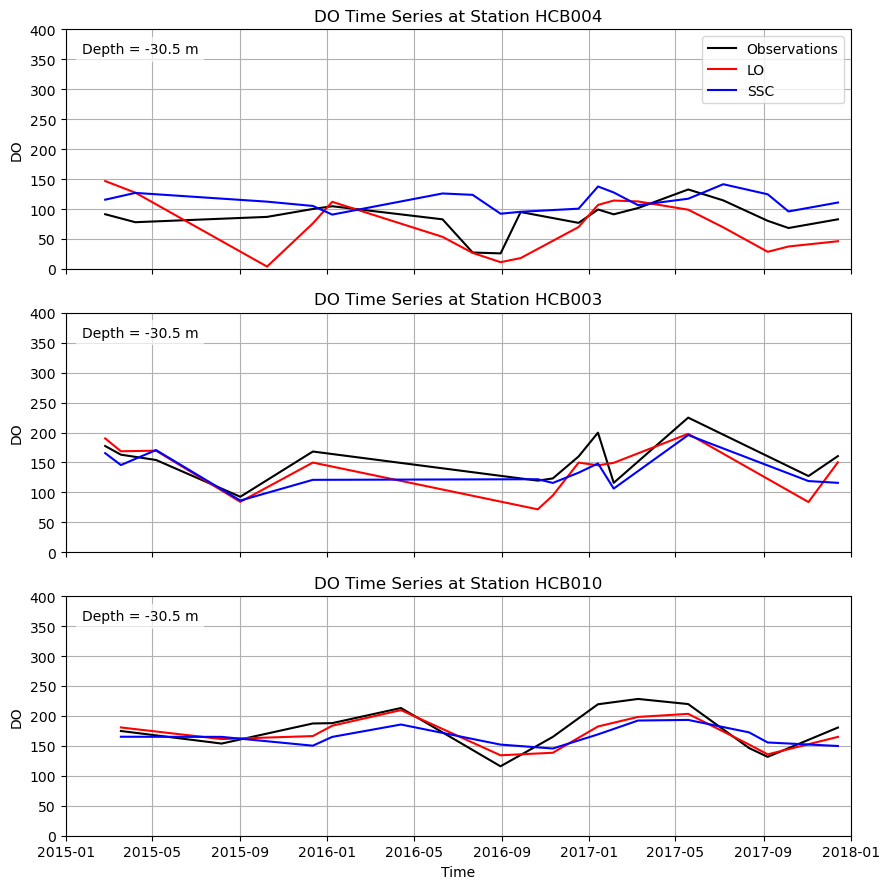 DO Time Series at Station HCB004
400
350
300
250
200
150
100
50
0
DO
Depth = -30.5 m
Observations
LO
SSC
DO Time Series at Station HCB003
400
350
300
250
200
150
100
50
0
DO
Depth = -30.5 m
DO Time Series at Station HCB010
400
350
300
250
200
150
100
50
0
DO
Depth = -30.5 m
2015-01 2015-05 2015-09 2016-01 2016-05 2016-09 2017-01 2017-05 2017-09 2018-01
Time